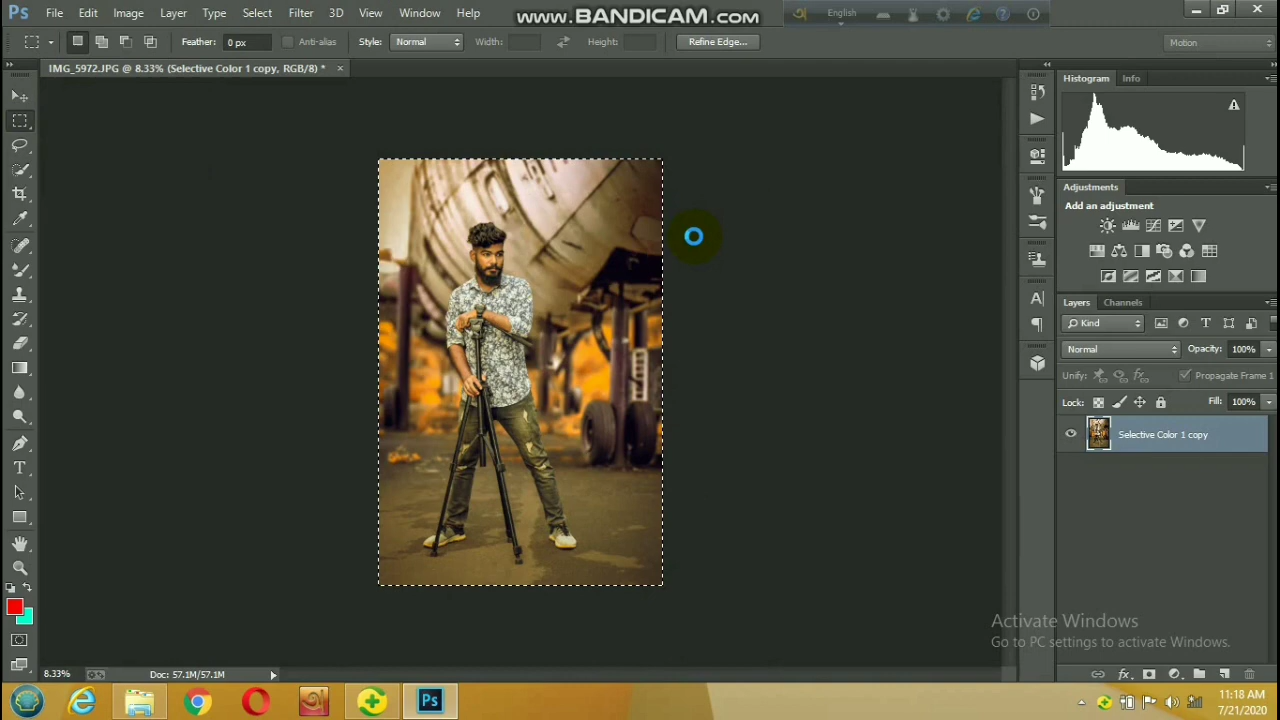 Ps File Edit Image Layer Type Select Filter 3D View Window Help
www.BANDICAM.com
English
Feather: 0 px Anti-alias Style: Normal Width: Height: Refine Edge... Motion
IMG_5972.JPG @ 8.33% (Selective Color 1 copy, RGB/8) * ×
Histogram Info
Adjustments
Add an adjustment
Layers Channels
Kind
Normal Opacity: 100%
Unify: Propagate Frame 1
Lock: Fill: 100%
Selective Color 1 copy
Activate Windows
Go to PC settings to activate Windows.
8.33% Doc: 57.1M/57.1M
Ps
11:18 AM
7/21/2020